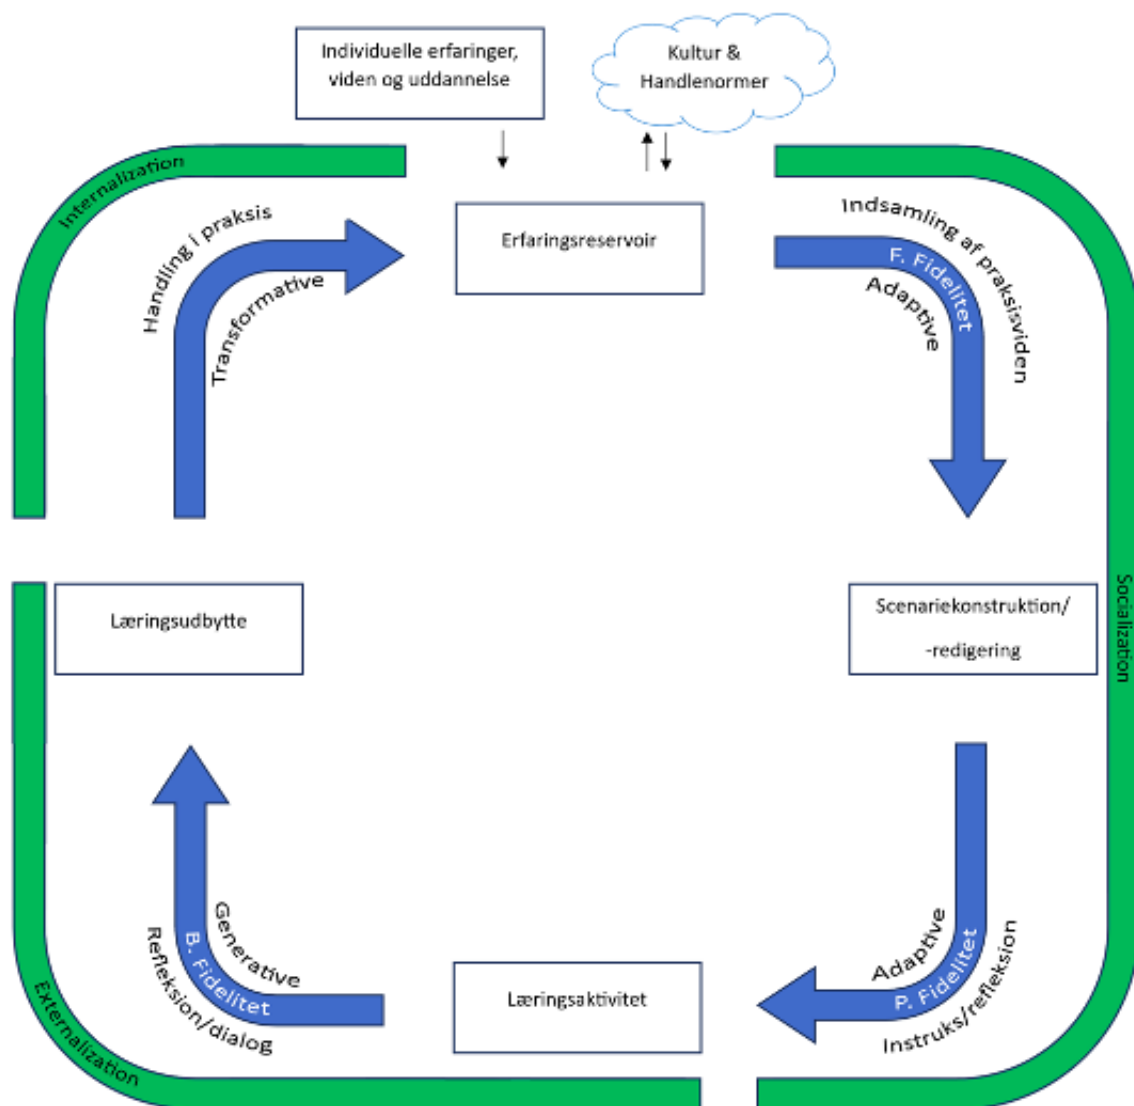 Individuelle erfaringer,
viden og uddannelse
Kultur &
Handlenormer
Internalization
Handling i praksis
Transformative
Erfaringsreservoir
Indsamling af praksisviden
F. Fidelitet
Adaptive
Læringsudbytte
Scenariekonstruktion/
-redigering
Socialization
Generative
B. Fidelitet
Refleksion/dialog
Externalization
Læringsaktivitet
Adaptive
P. Fidelitet
Instruks/refleksion